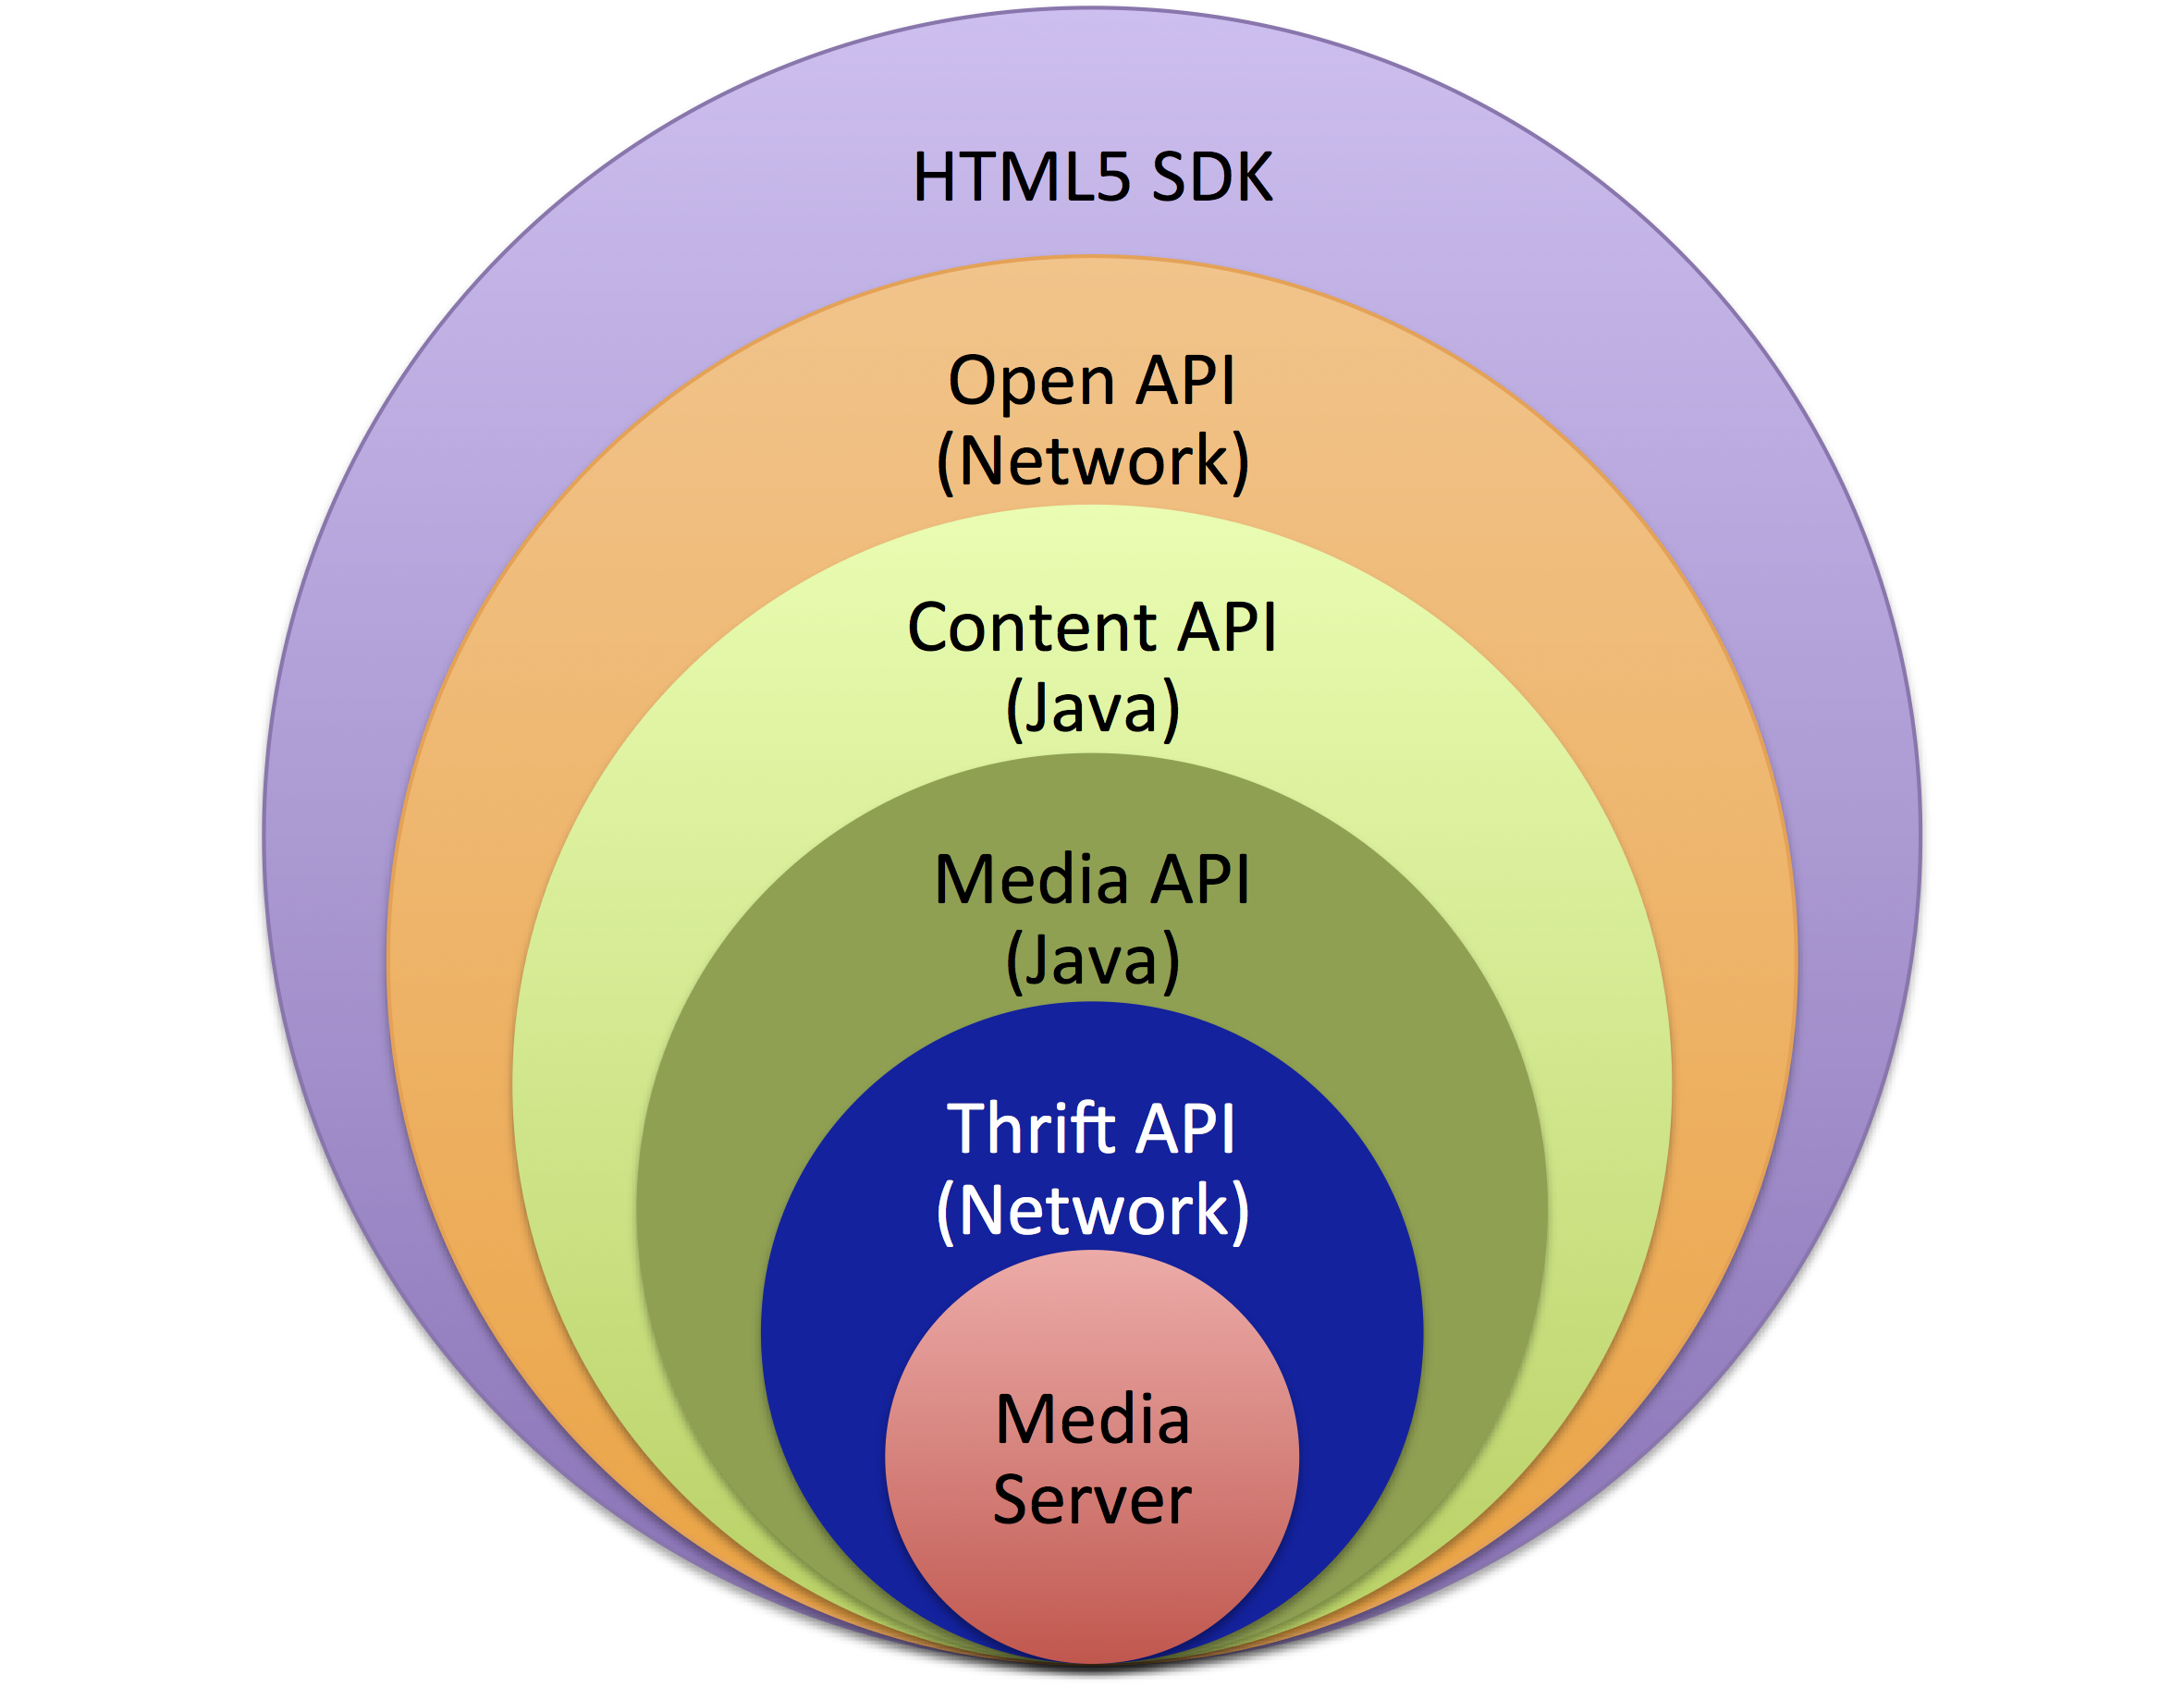 HTML5 SDK
Open API
(Network)
Content API
(Java)
Media API
(Java)
Thrift API
(Network)
Media
Server